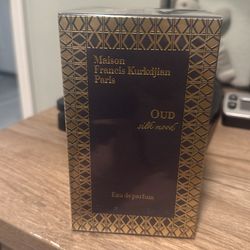 Maison
Francis Kurkdjian
Paris
OUD
silk mood
Eau de parfum